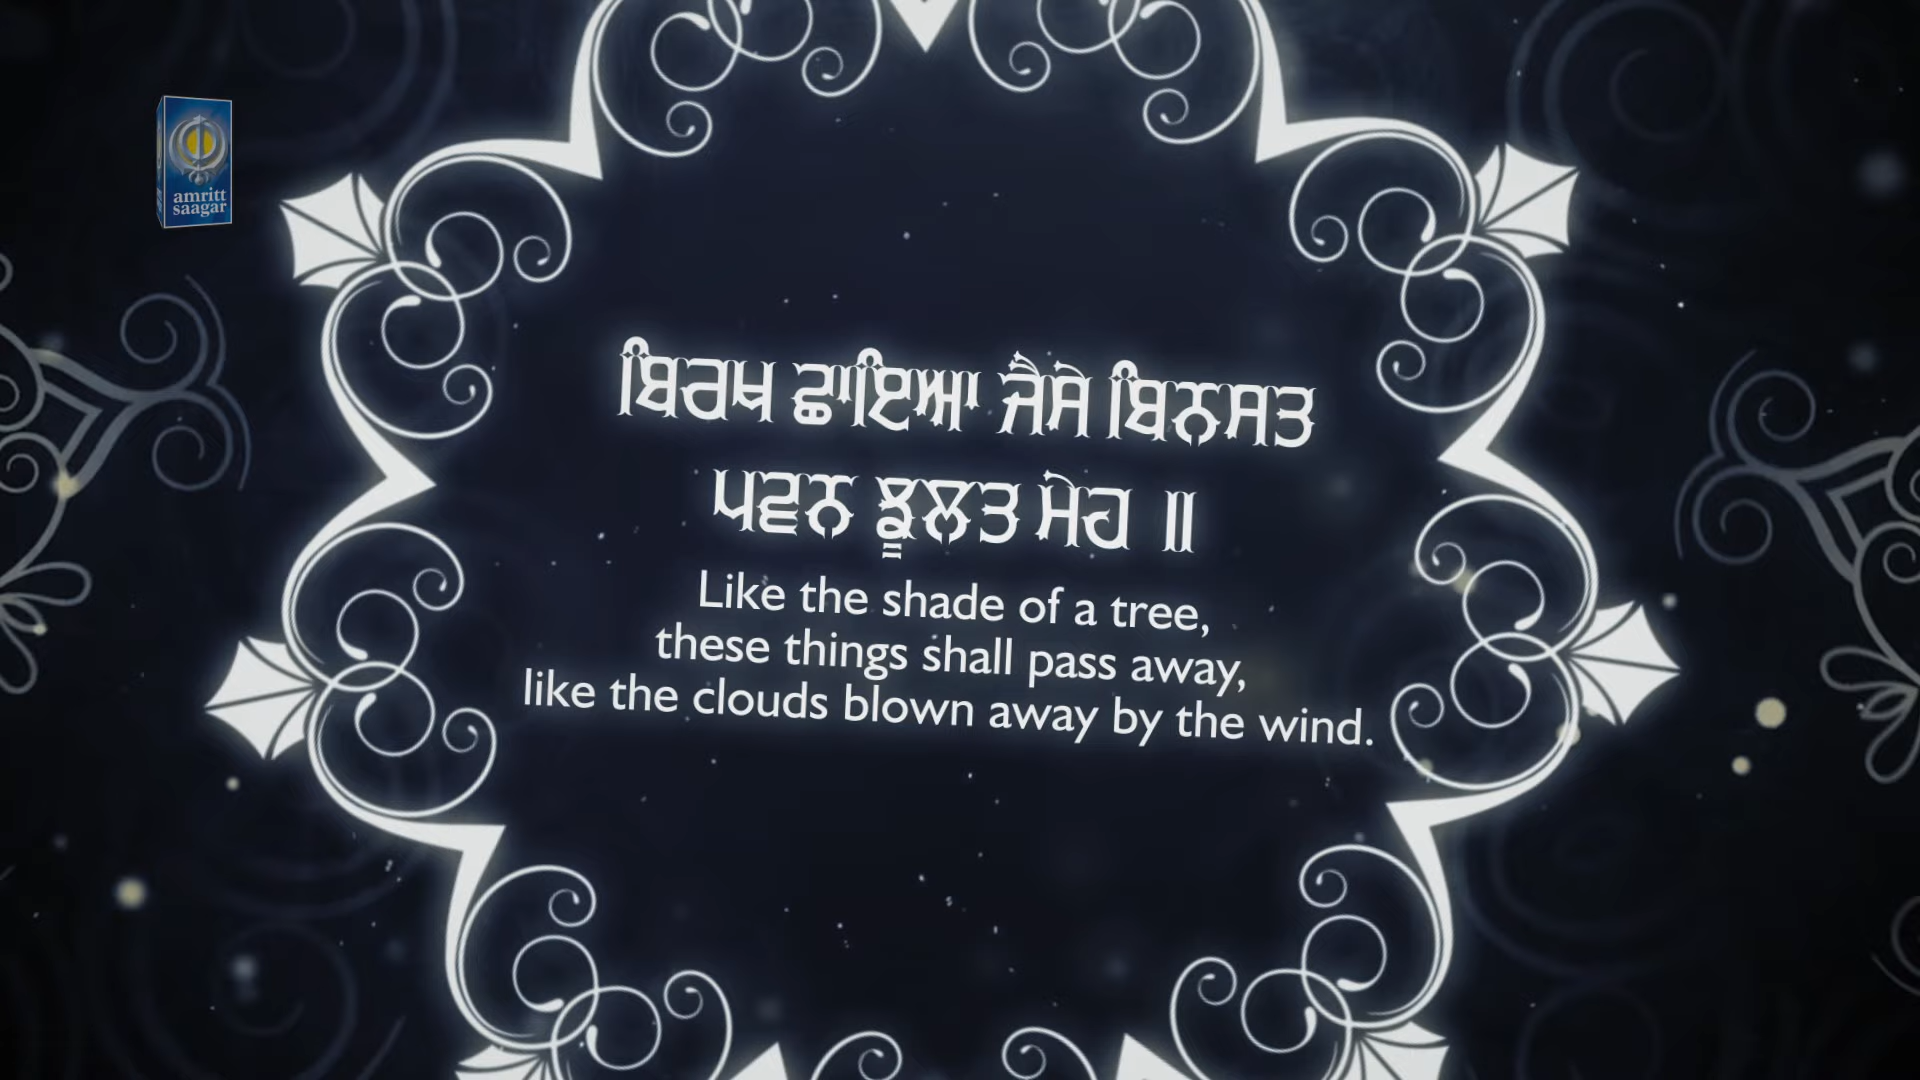 amritt
saagar
ਬਿਰਖ ਛਾਇਆ ਜੈਸੇ ਬਿਨਸਤ
ਪਵਨ ਝੂਲਤ ਮੇਹ ॥
Like the shade of a tree,
these things shall pass away,
like the clouds blown away by the wind.